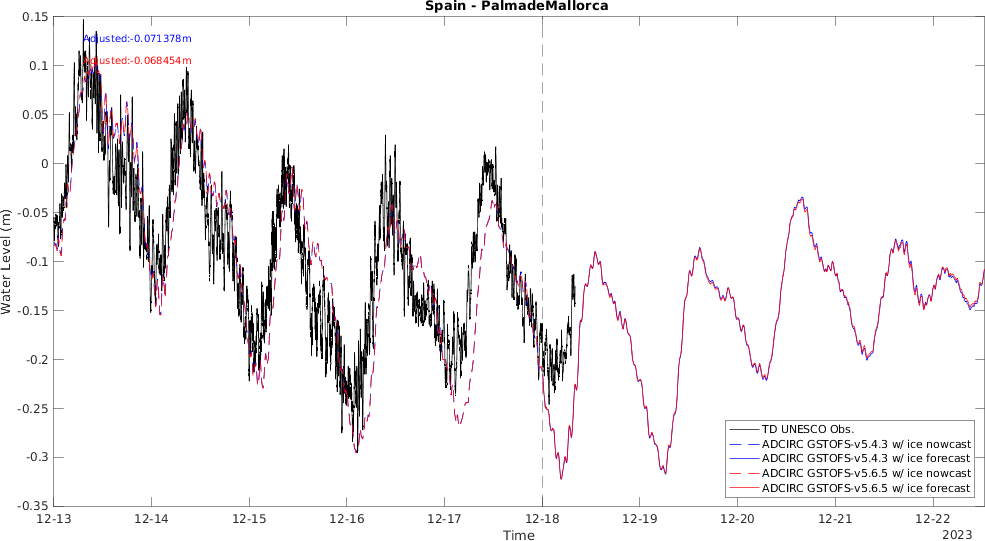 Spain - PalmadeMallorca
Adjusted:-0.071378m
Adjusted:-0.068454m
Water Level (m)
0.15
0.1
0.05
0
-0.05
-0.1
-0.15
-0.2
-0.25
-0.3
-0.35
TD UNESCO Obs.
ADCIRC GSTOFS-v5.4.3 w/ ice nowcast
ADCIRC GSTOFS-v5.4.3 w/ ice forecast
ADCIRC GSTOFS-v5.6.5 w/ ice nowcast
ADCIRC GSTOFS-v5.6.5 w/ ice forecast
12-13 12-14 12-15 12-16 12-17 12-18 12-19 12-20 12-21 12-22
Time
2023